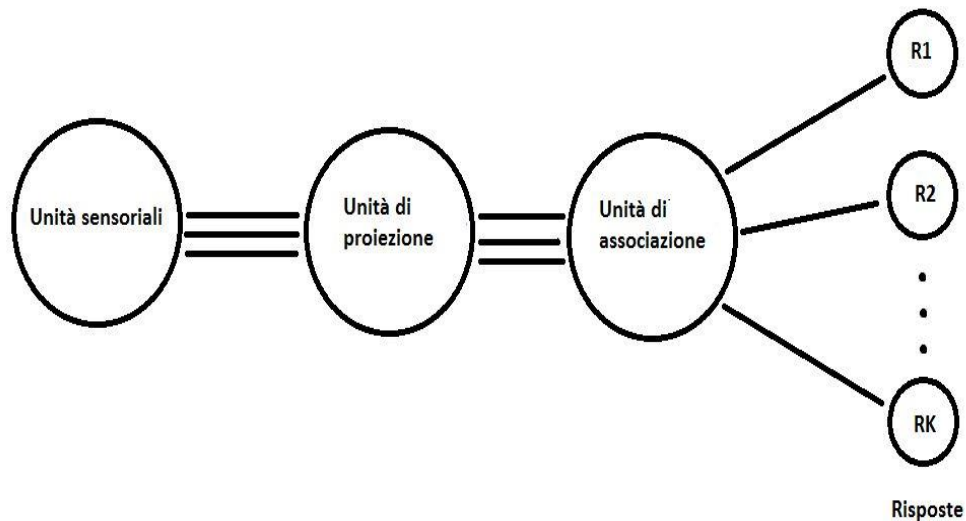 Unità sensoriali
Unità di
proiezione
Unità di
associazione
R1
R2
RK
Risposte